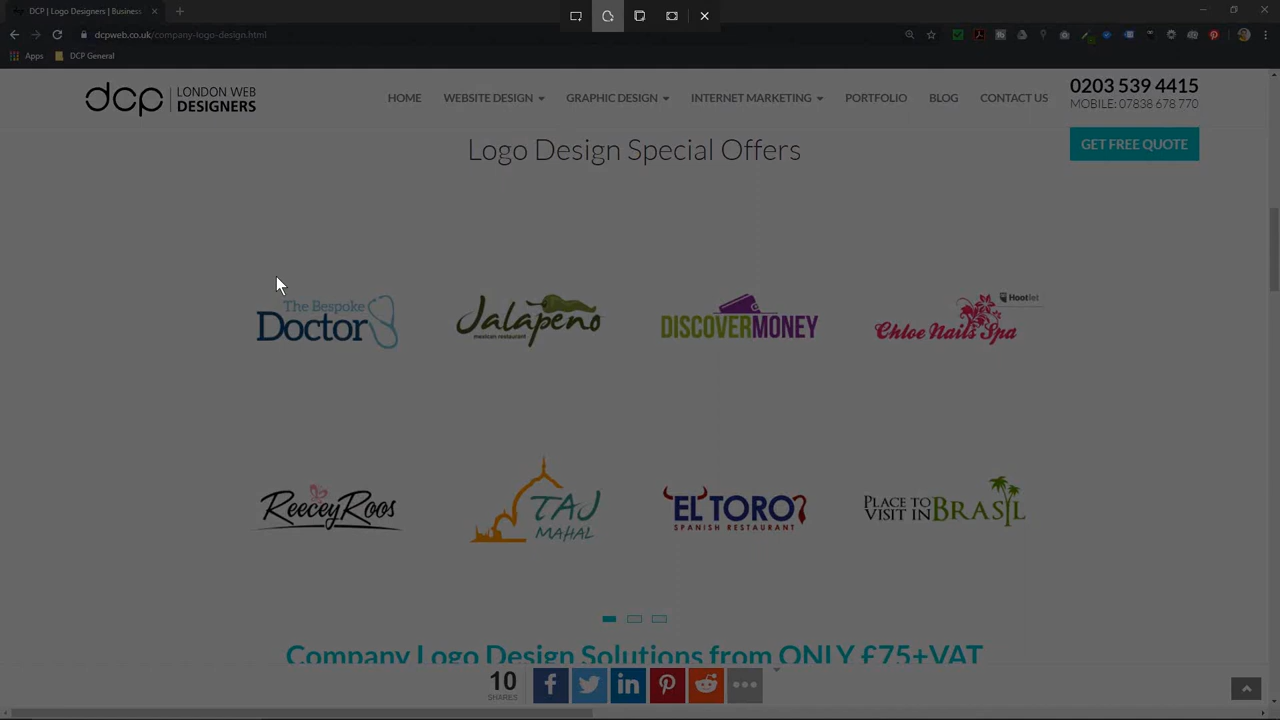 DCP | Logo Designers | Business
dcpweb.co.uk/company-logo-design.html
Apps
DCP General
dcp | LONDON WEB DESIGNERS
HOME
WEBSITE DESIGN
GRAPHIC DESIGN
INTERNET MARKETING
PORTFOLIO
BLOG
CONTACT US
0203 539 4415
MOBILE: 07838 678 770
GET FREE QUOTE
Logo Design Special Offers
The Bespoke
Doctor
Jalapeno
mexican restaurant
DISCOVERMONEY
HootJet
Chloe Nails Spa
ReeceyRoos
TAJ
MAHAL
EL TORO
SPANISH RESTAURANT
PLACE TO
VISIT IN BRASIL
Company Logo Design Solutions from ONLY £75+VAT
10
SHARES